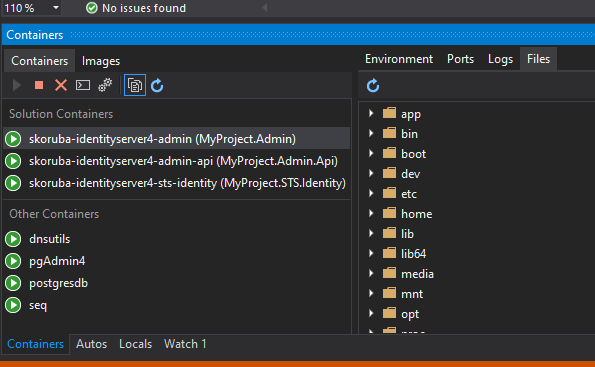 110 %
No issues found
Containers
Containers Images
Solution Containers
skoruba-identityserver4-admin (MyProject.Admin)
skoruba-identityserver4-admin-api (MyProject.Admin.Api)
skoruba-identityserver4-sts-identity (MyProject.STS.Identity)
Other Containers
dnsutils
pgAdmin4
postgresdb
seq
Containers Autos Locals Watch 1
Environment Ports Logs Files
app
bin
boot
dev
etc
home
lib
lib64
media
mnt
opt